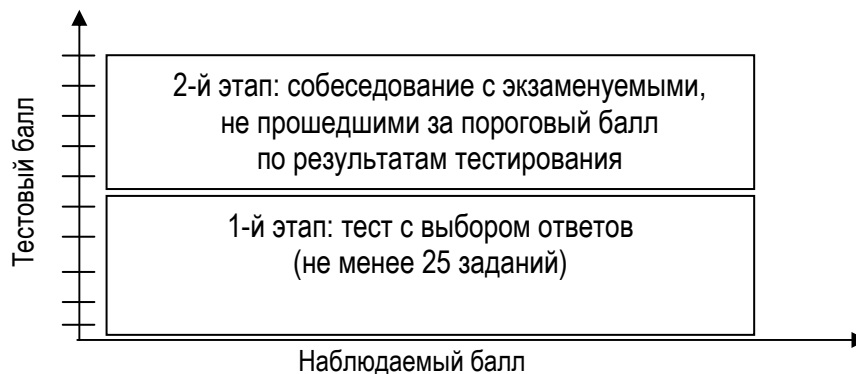 Тестовый балл
2-й этап: собеседование с экзаменуемыми,
не прошедшими за пороговый балл
по результатам тестирования
1-й этап: тест с выбором ответов
(не менее 25 заданий)
Наблюдаемый балл